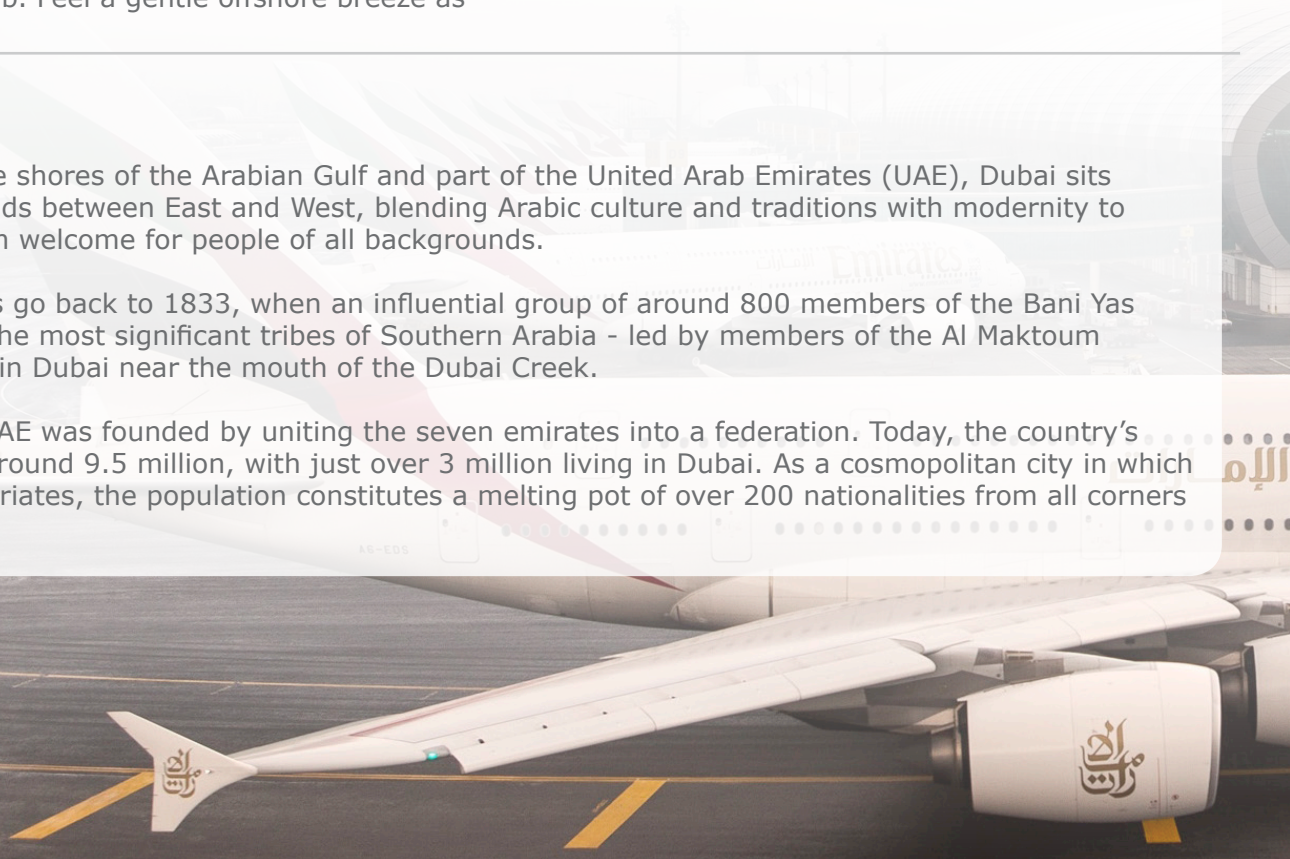 b. Feel a gentle offshore breeze as
e shores of the Arabian Gulf and part of the United Arab Emirates (UAE), Dubai sits
ds between East and West, blending Arabic culture and traditions with modernity to
welcome for people of all backgrounds.
s go back to 1833, when an influential group of around 800 members of the Bani Yas
he most significant tribes of Southern Arabia - led by members of the Al Maktoum
in Dubai near the mouth of the Dubai Creek.
AE was founded by uniting the seven emirates into a federation. Today, the country’s
round 9.5 million, with just over 3 million living in Dubai. As a cosmopolitan city in which
riates, the population constitutes a melting pot of over 200 nationalities from all corners
Emirates